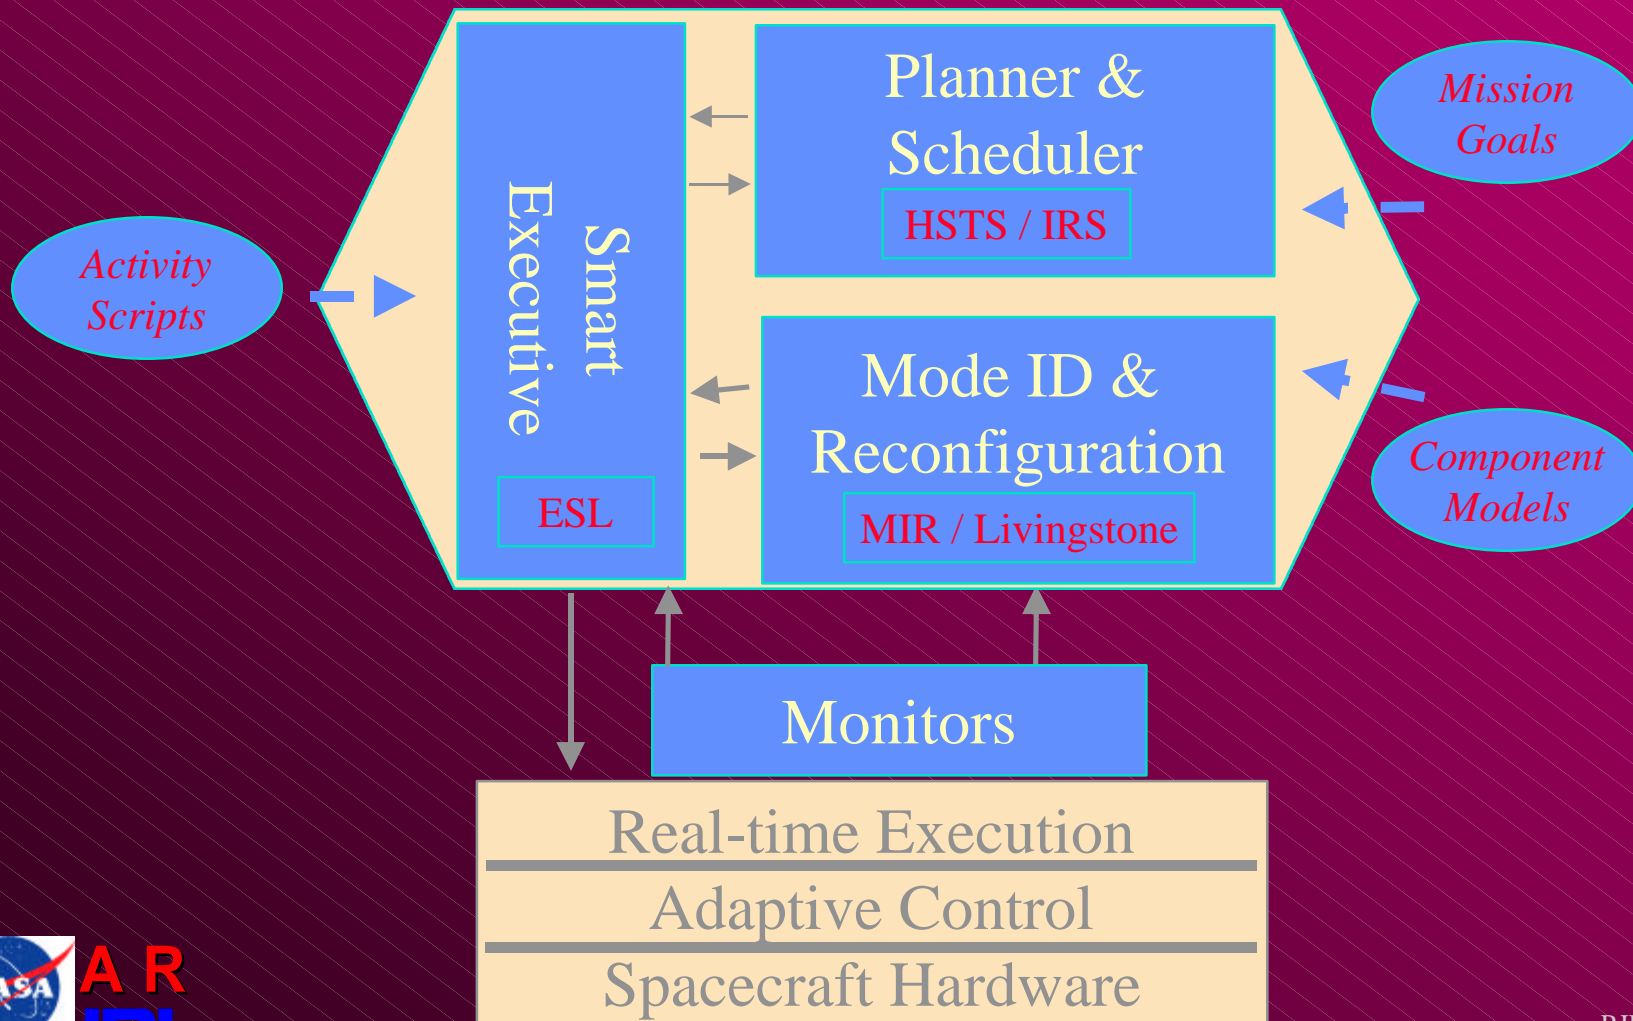 Planner &
Scheduler
HSTS / IRS
Mission
Goals
Smart
Executive
ESL
Activity
Scripts
Mode ID &
Reconfiguration
MIR / Livingstone
Component
Models
Monitors
Real-time Execution
Adaptive Control
Spacecraft Hardware
A R